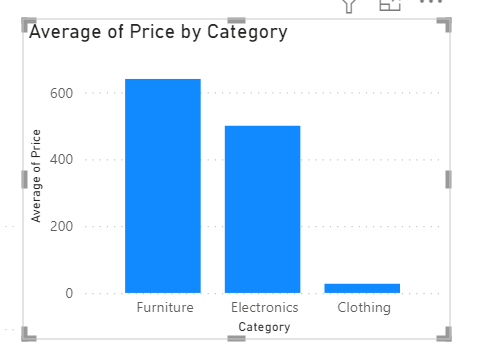 Average of Price by Category
Average of Price
600
400
200
0
Furniture Electronics Clothing
Category